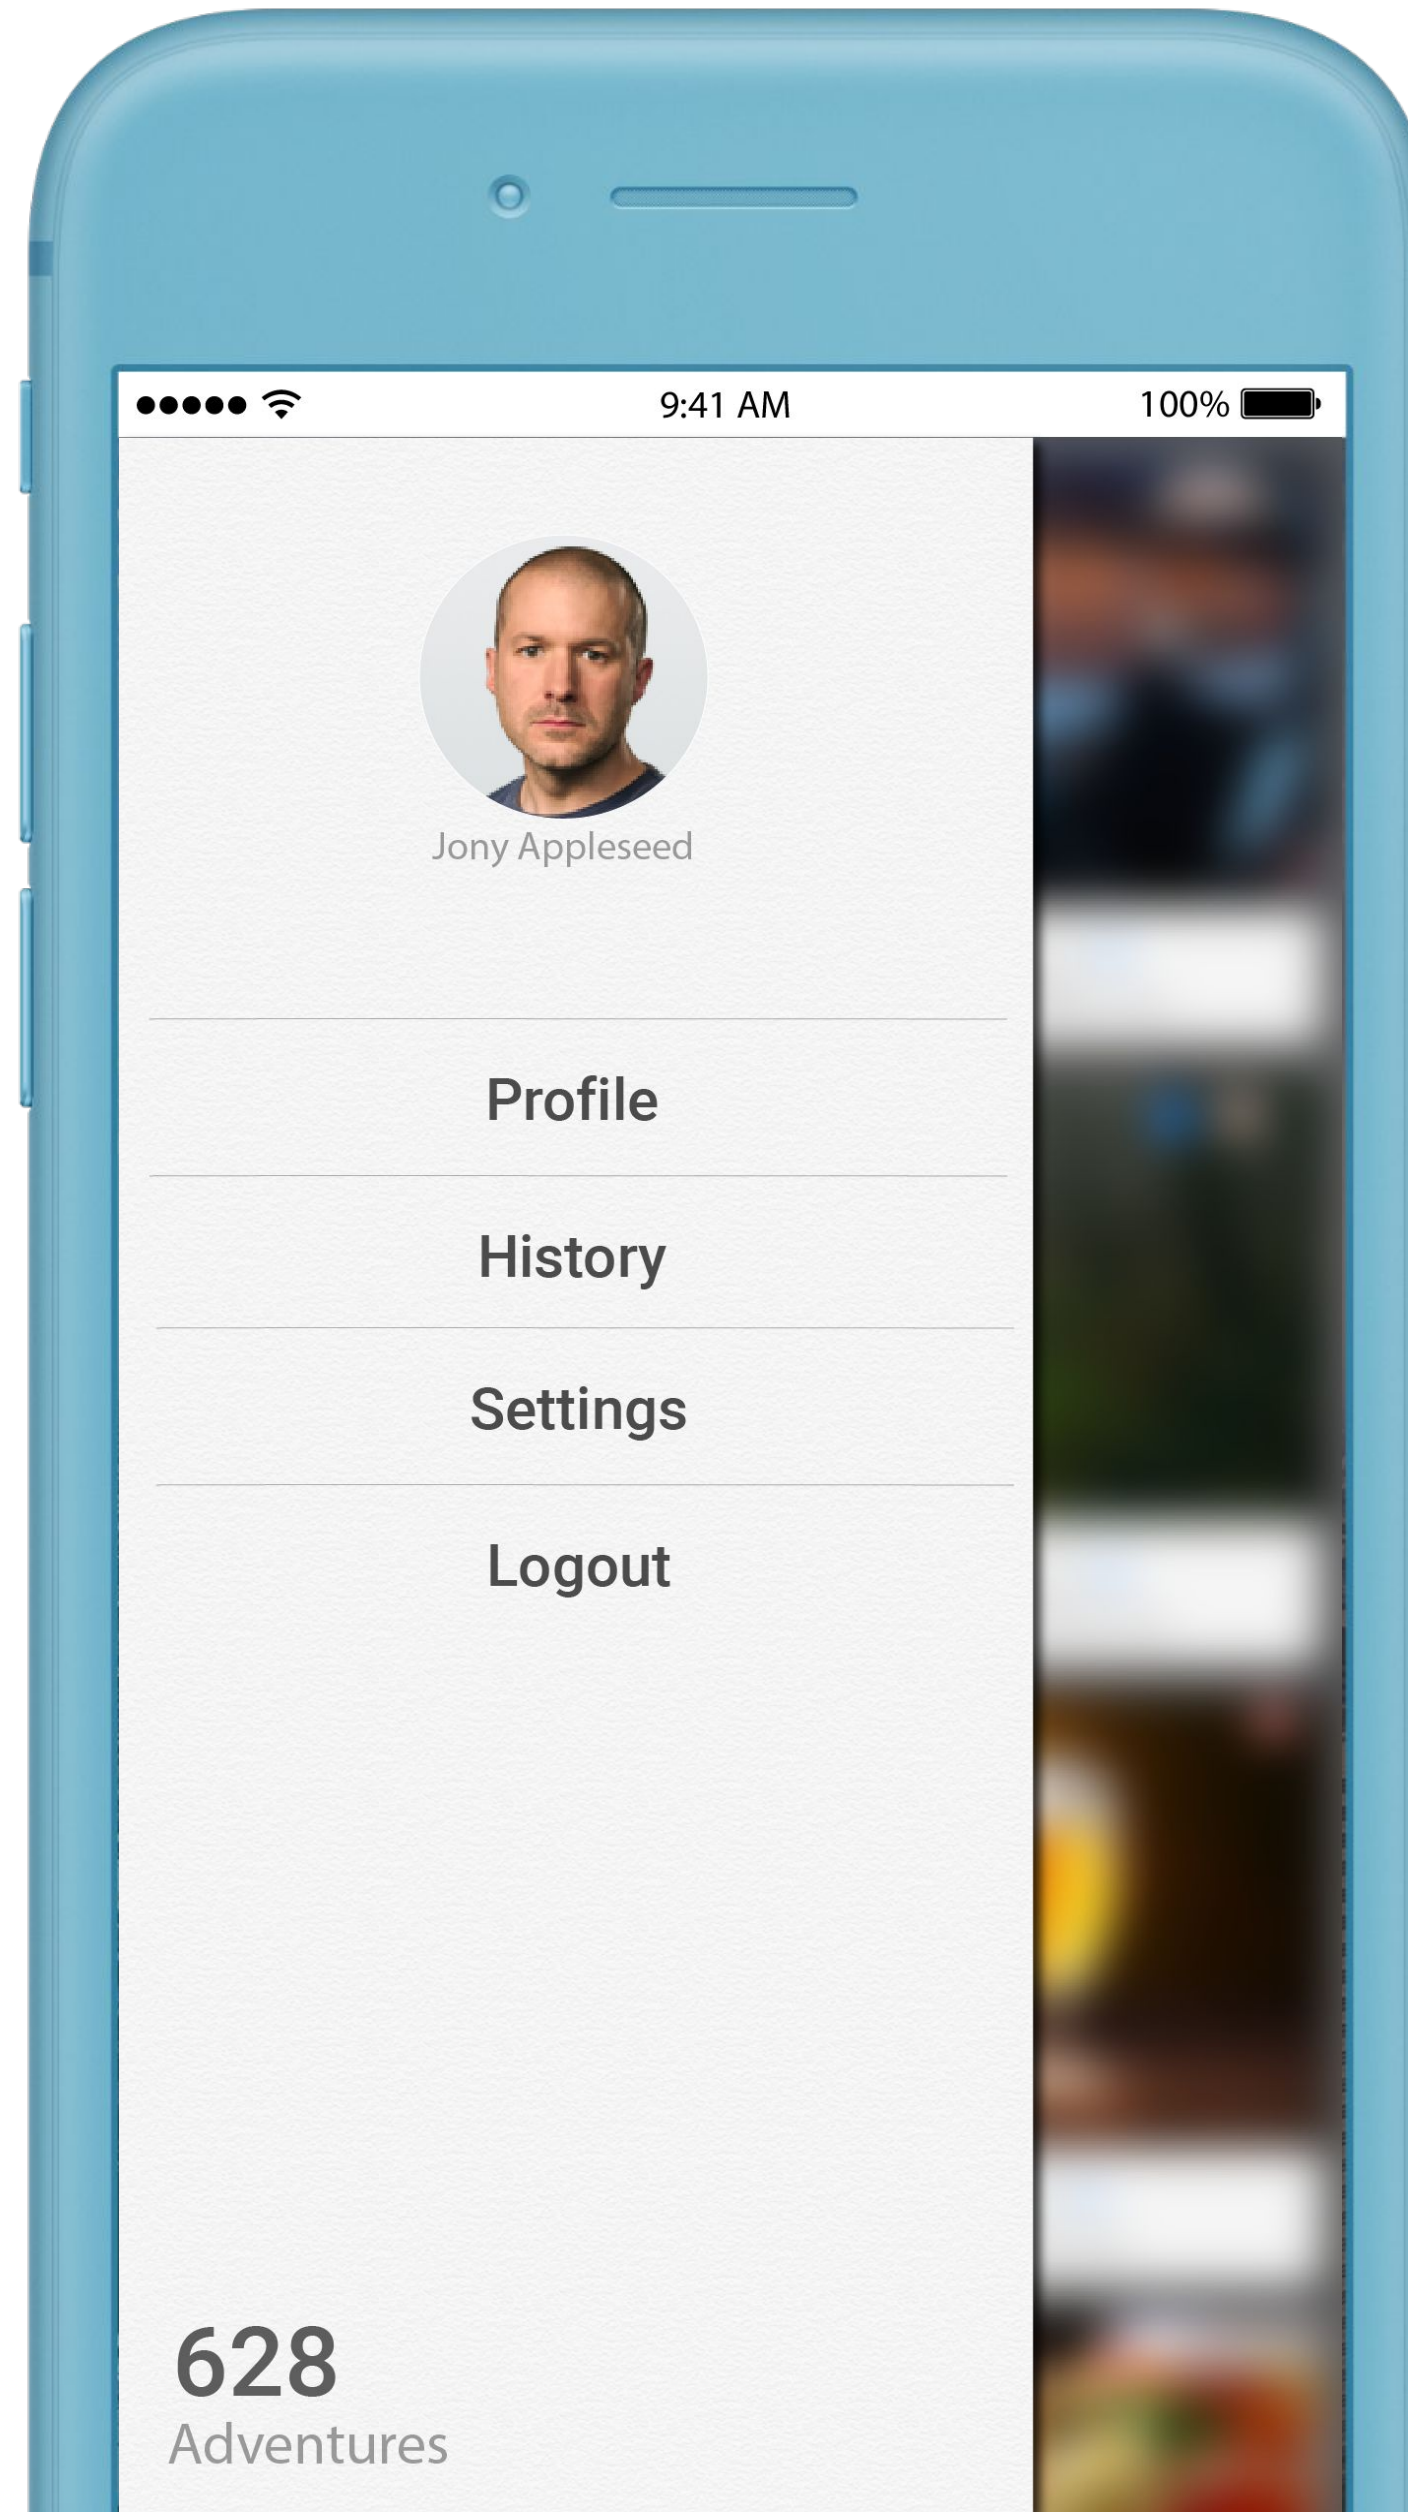 9:41 AM
100%
Jony Appleseed
Profile
History
Settings
Logout
628
Adventures